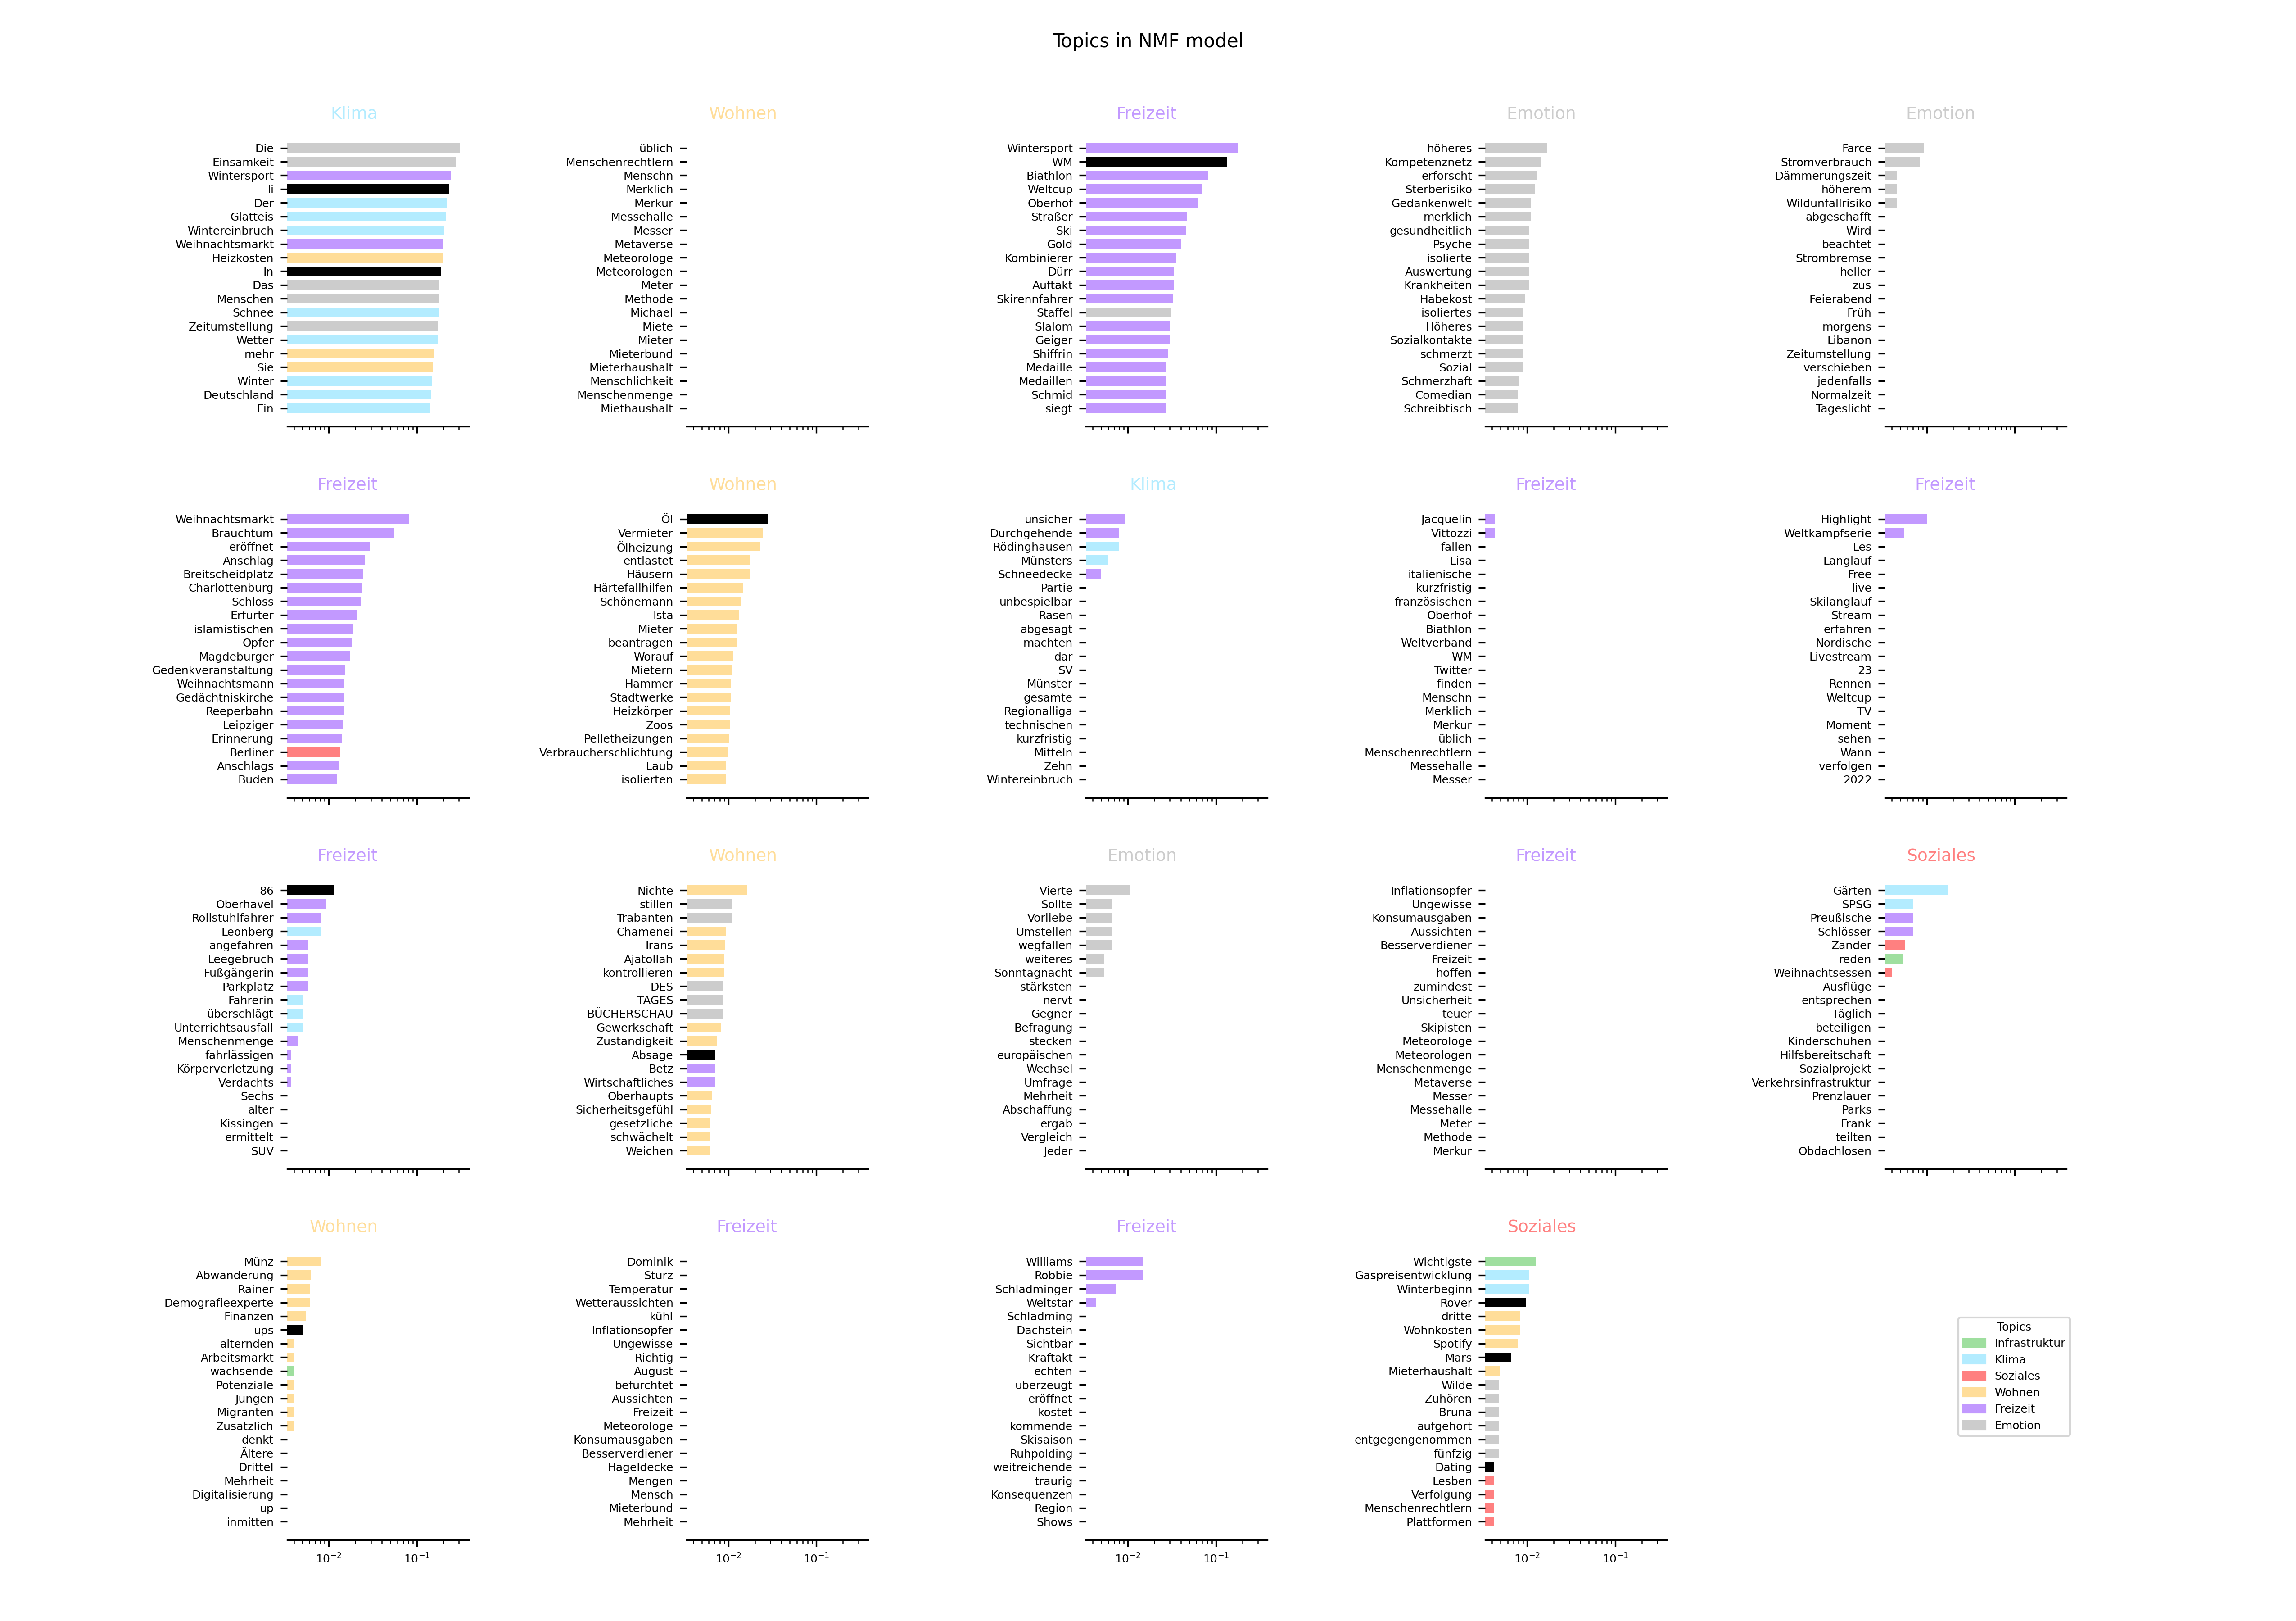 Topics in NMF model
Klima
Die
Einsamkeit
Wintersport
li
Der
Glatteis
Wintereinbruch
Weihnachtsmarkt
Heizkosten
In
Das
Menschen
Schnee
Zeitumstellung
Wetter
mehr
Sie
Winter
Deutschland
Ein
Wohnen
üblich
Menschenrechtlern
Menschn
Merklich
Merkur
Messehalle
Messer
Metaverse
Meteorologe
Meteorologen
Meter
Methode
Michael
Miete
Mieter
Mieterbund
Mieterhaushalt
Menschlichkeit
Menschenmenge
Miethaushalt
Freizeit
Wintersport
WM
Biathlon
Weltcup
Oberhof
Straßer
Ski
Gold
Kombinierer
Dürr
Auftakt
Skirennfahrer
Staffel
Slalom
Geiger
Shiffrin
Medaille
Medaillen
Schmid
siegt
Emotion
höheres
Kompetenznetz
erforscht
Sterberisiko
Gedankenwelt
merklich
gesundheitlich
Psyche
isolierte
Auswertung
Krankheiten
Habekost
isoliertes
Höheres
Sozialkontakte
schmerzt
Sozial
Schmerzhaft
Comedian
Schreibtisch
Emotion
Farce
Stromverbrauch
Dämmerungszeit
höherem
Wildunfallrisiko
abgeschafft
Wird
beachtet
Strombremse
heller
zus
Feierabend
Früh
morgens
Libanon
Zeitumstellung
verschieben
jedenfalls
Normalzeit
Tageslicht
Freizeit
Weihnachtsmarkt
Brauchtum
eröffnet
Anschlag
Breitscheidplatz
Charlottenburg
Schloss
Erfurter
islamistischen
Opfer
Magdeburger
Gedenkveranstaltung
Weihnachtsmann
Gedächtniskirche
Reeperbahn
Leipziger
Erinnerung
Berliner
Anschlags
Buden
Wohnen
Öl
Vermieter
Ölheizung
entlastet
Häusern
Härtefallhilfen
Schönemann
Ista
Mieter
beantragen
Worauf
Mietern
Hammer
Stadtwerke
Heizkörper
Zoos
Pelletheizungen
Verbraucherschlichtung
Laub
isolierten
Klima
unsicher
Durchgehende
Rödinghausen
Münsters
Schneedecke
Partie
unbespielbar
Rasen
abgesagt
machten
dar
SV
Münster
gesamte
Regionalliga
technischen
kurzfristig
Mitteln
Zehn
Wintereinbruch
Freizeit
Jacquelin
Vittozzi
fallen
Lisa
italienische
kurzfristig
französischen
Oberhof
Biathlon
Weltverband
WM
Twitter
finden
Menschn
Merklich
Merkur
üblich
Menschenrechtlern
Messehalle
Messer
Freizeit
Highlight
Weltkampfserie
Les
Langlauf
Free
live
Skilanglauf
Stream
erfahren
Nordische
Livestream
23
Rennen
Weltcup
TV
Moment
sehen
Wann
verfolgen
2022
Freizeit
86
Oberhavel
Rollstuhlfahrer
Leonberg
angefahren
Leegebruch
Fußgängerin
Parkplatz
Fahrerin
überschlägt
Unterrichtsausfall
Menschenmenge
fahrlässigen
Körperverletzung
Verdachts
Sechs
alter
Kissingen
ermittelt
SUV
Wohnen
Nichte
stillen
Trabanten
Chamenei
Irans
Ajatollah
kontrollieren
DES
TAGES
BÜCHERSCHAU
Gewerkschaft
Zuständigkeit
Absage
Betz
Wirtschaftliches
Oberhaupts
Sicherheitsgefühl
gesetzliche
schwächelt
Weichen
Emotion
Vierte
Sollte
Vorliebe
Umstellen
wegfallen
weiteres
Sonntagnacht
stärksten
nervt
Gegner
Befragung
stecken
europäischen
Wechsel
Umfrage
Mehrheit
Abschaffung
ergab
Vergleich
Jeder
Freizeit
Inflationsopfer
Ungewisse
Konsumausgaben
Aussichten
Besserverdiener
Freizeit
hoffen
zumindest
Unsicherheit
teuer
Skipisten
Meteorologe
Meteorologen
Menschenmenge
Metaverse
Messer
Messehalle
Meter
Methode
Merkur
Soziales
Gärten
SPSG
Preußische
Schlösser
Zander
reden
Weihnachtsessen
Ausflüge
entsprechen
Täglich
beteiligen
Kinderschuhen
Hilfsbereitschaft
Sozialprojekt
Verkehrsinfrastruktur
Prenzlauer
Parks
Frank
teilten
Obdachlosen
Wohnen
Münz
Abwanderung
Rainer
Demografieexperte
Finanzen
ups
alternden
Arbeitsmarkt
wachsende
Potenziale
Jungen
Migranten
Zusätzlich
denkt
Ältere
Drittel
Mehrheit
Digitalisierung
up
inmitten
10⁻² 10⁻¹
Freizeit
Dominik
Sturz
Temperatur
Wetteraussichten
kühl
Inflationsopfer
Ungewisse
Richtig
August
befürchtet
Aussichten
Freizeit
Meteorologe
Konsumausgaben
Besserverdiener
Hageldecke
Mengen
Mensch
Mieterbund
Mehrheit
10⁻² 10⁻¹
Freizeit
Williams
Robbie
Schladminger
Weltstar
Schladming
Dachstein
Sichtbar
Kraftakt
echten
überzeugt
eröffnet
kostet
kommende
Skisaison
Ruhpolding
weitreichende
traurig
Konsequenzen
Region
Shows
10⁻² 10⁻¹
Soziales
Wichtigste
Gaspreisentwicklung
Winterbeginn
Rover
dritte
Wohnkosten
Spotify
Mars
Mieterhaushalt
Wilde
Zuhören
Bruna
aufgehört
entgegengenommen
fünfzig
Dating
Lesben
Verfolgung
Menschenrechtlern
Plattformen
10⁻² 10⁻¹
Topics
Infrastruktur
Klima
Soziales
Wohnen
Freizeit
Emotion